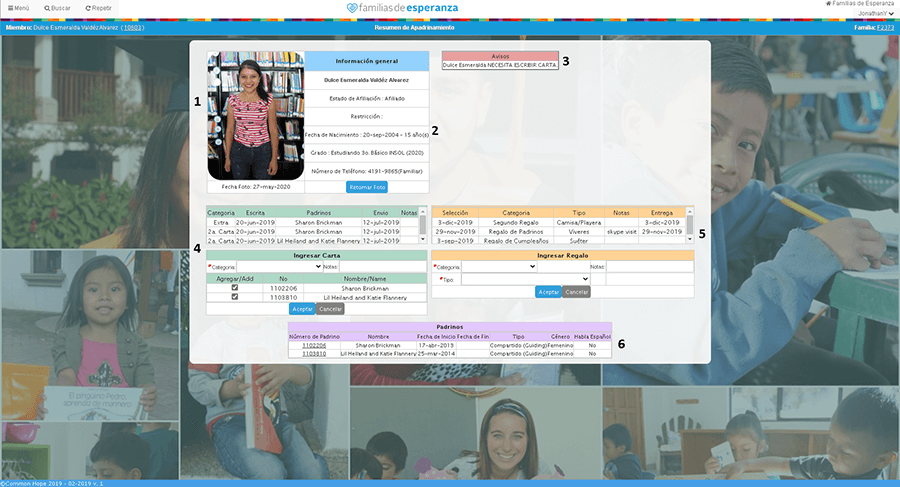 Menú Buscar Repetir
familiasdeesperanza
Familias de Esperanza
JonathanY
Miembro: Dulce Esmeralda Valdéz Alvarez (10602) Resumen de Apadrinamiento Familia: F2373
1
Fecha Foto: 27-may-2020
Información general
Dulce Esmeralda Valdéz Alvarez
Estado de Afiliación : Afiliado
Restricción :
Fecha de Nacimiento : 20-sep-2004 - 15 año(s)
Grado : Estudiando 3o. Básico INSOL (2020)
Número de Teléfono: 4191-9865(Familiar)
Retomar Foto
2
Avisos
Dulce Esmeralda NECESITA ESCRIBIR CARTA.
3
Categoria Escrita Padrinos Envio Notas
Extra 20-jun-2019 Sharon Brickman 12-jul-2019
2a. Carta 20-jun-2019 Sharon Brickman 12-jul-2019
2a. Carta 20-jun-2019 Lil Heiland and Katie Flannery 12-jul-2019
4
Ingresar Carta
*Categoria: Notas:
Agregar/Add No Nombre/Name
1102206 Sharon Brickman
1103810 Lil Heiland and Katie Flannery
Aceptar Cancelar
Selección Categoria Tipo Notas Entrega
3-dic-2019 Segundo Regalo Camisa/Playera 3-dic-2019
29-nov-2019 Regalo de Padrinos Viveres skype visit 29-nov-2019
3-sep-2019 Regalo de Cumpleaños Suéter
5
Ingresar Regalo
*Categoria: Notas:
*Tipo:
Aceptar Cancelar
Padrinos
Número de Padrino Nombre Fecha de Inicio Fecha de Fin Tipo Género Habla Español
1102206 Sharon Brickman 17-abr-2019 Compartido (Guiding) Femenino No
1103810 Lil Heiland and Katie Flannery 25-mar-2014 Compartido (Guiding) Femenino No
6
El pingüino Pedro,
aprendiz de marinero
©Common Hope 2019 - 02-2019 v. 1